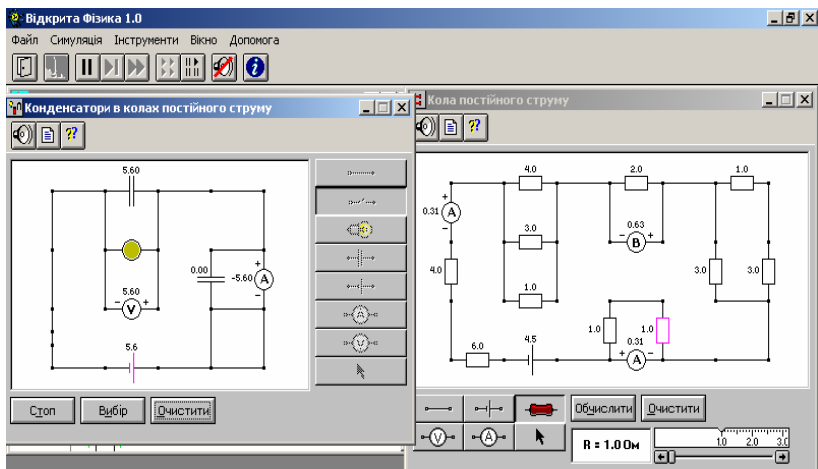 Відкрита Фізика 1.0
Файл Симуляція Інструменти Вікно Допомога
Конденсатори в колах постійного струму
5.60
0.00
+
-5.60 A
−
5.60
− V +
5.6
Стоп Вибір Очистити
A
V
Кола постійного струму
4.0 2.0 1.0
+
0.31 A
−
3.0
0.63
− В +
4.0
3.0 3.0
1.0
1.0 1.0
6.0 4.5
0.31
+ A −
Обчислити Очистити
V A
R = 1.0 Ом
1.0 2.0 3.0